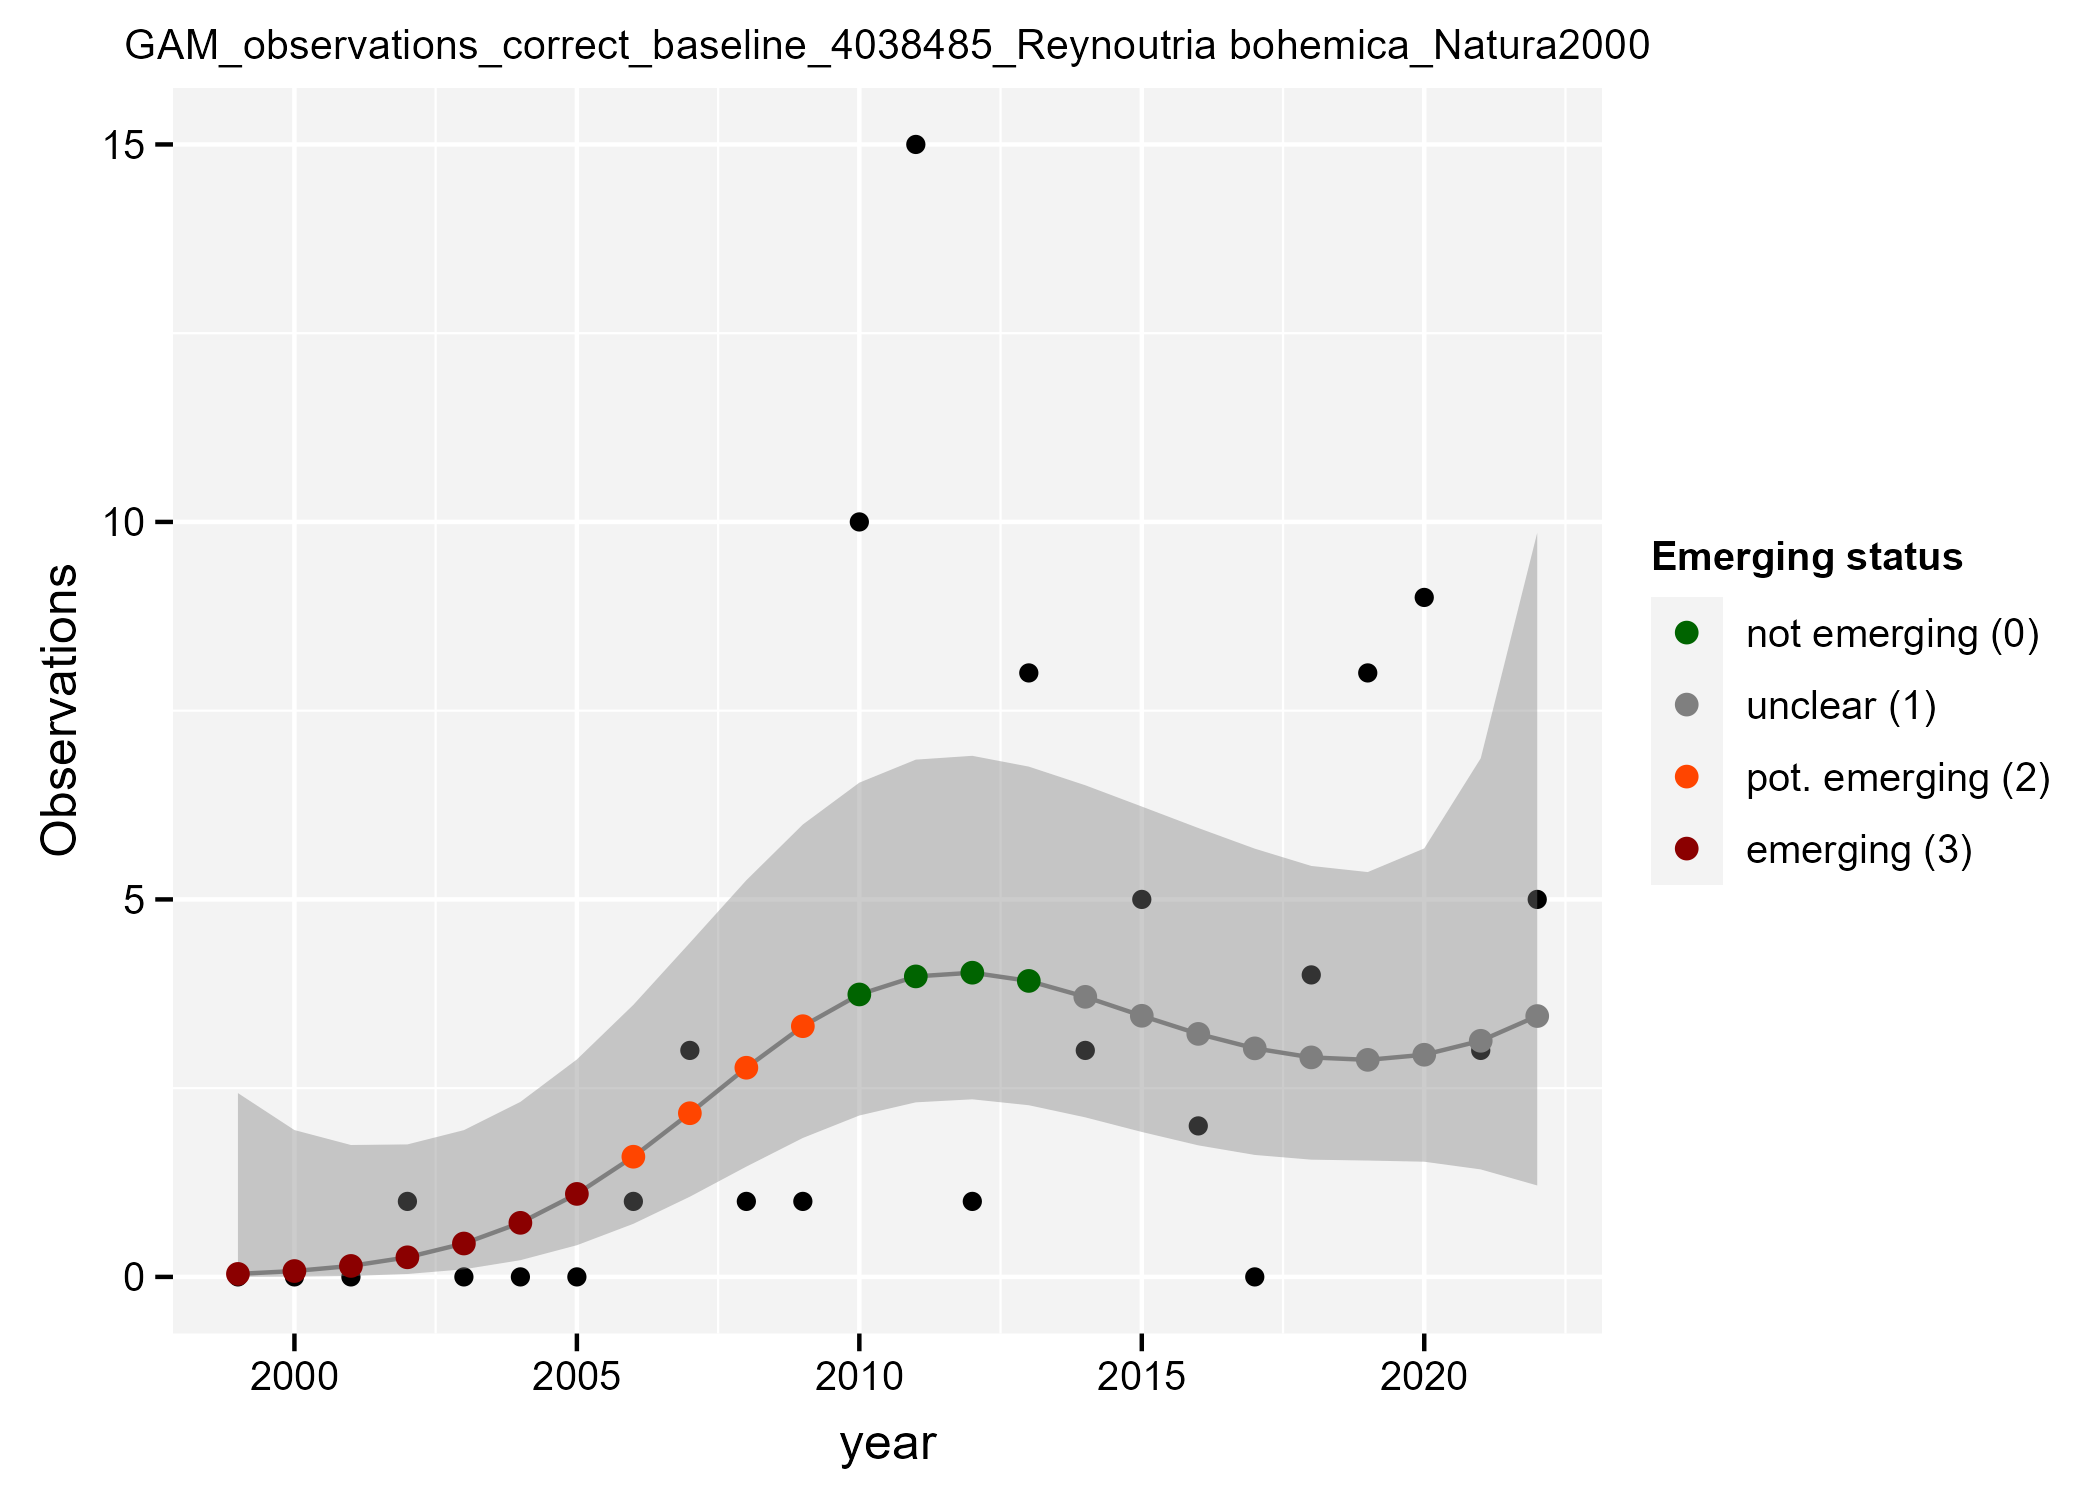 GAM_observations_correct_baseline_4038485_Reynoutria bohemica_Natura2000
15
10
5
0
Observations
2000 2005 2010 2015 2020
year
Emerging status
not emerging (0)
unclear (1)
pot. emerging (2)
emerging (3)